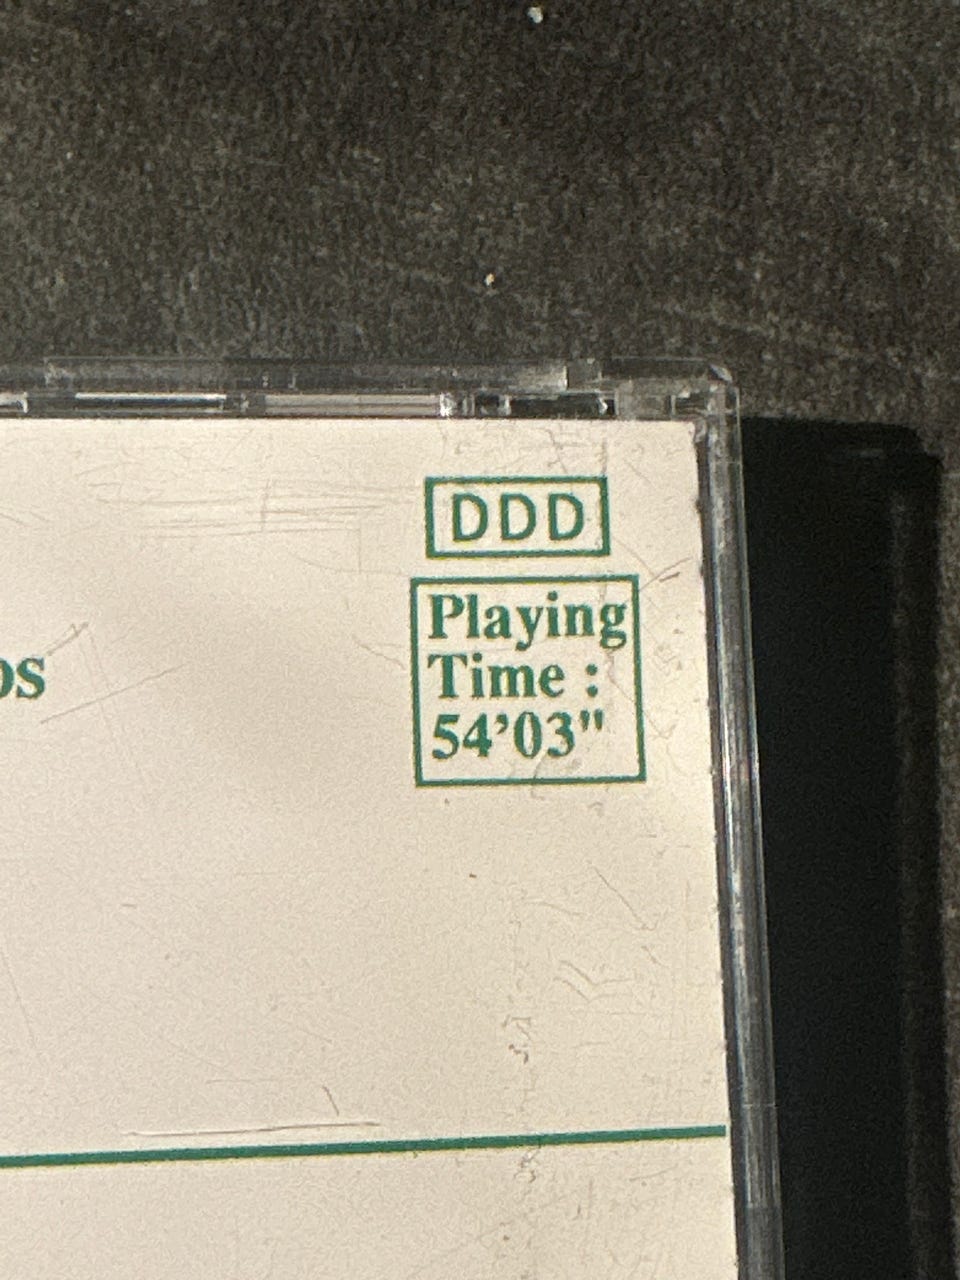 DDD
Playing
Time :
54’03"